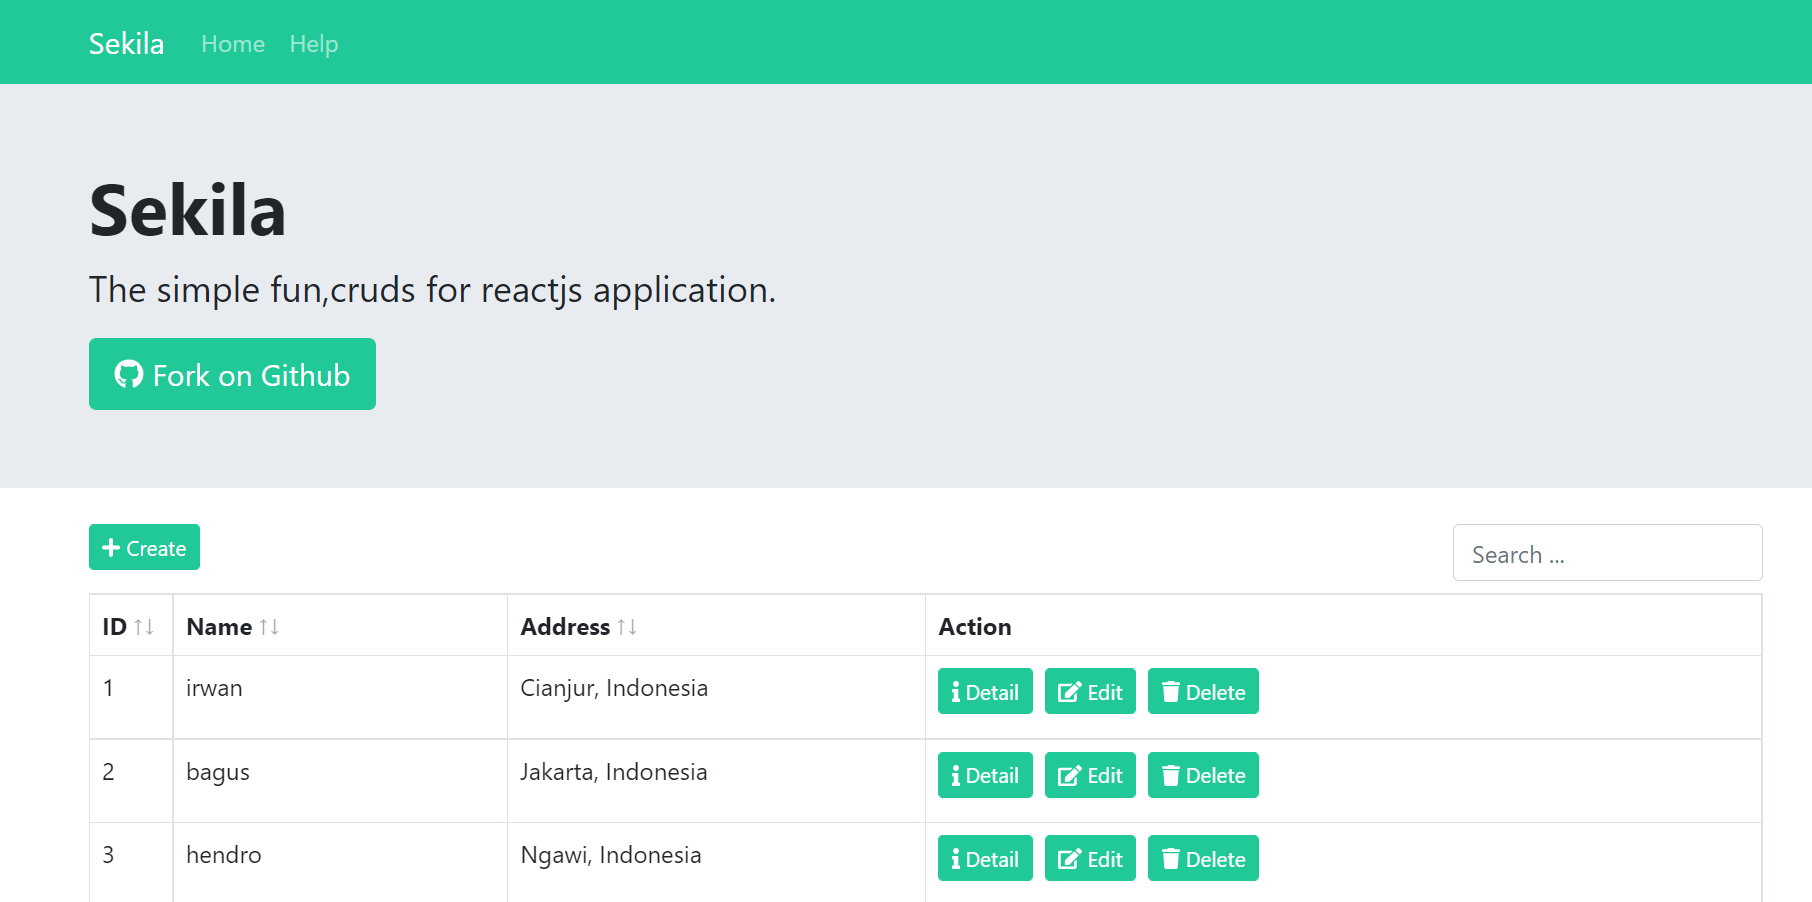 Sekila Home Help
Sekila
The simple fun,cruds for reactjs application.
Fork on Github
Create Search ...
ID ↑↓ Name ↑↓ Address ↑↓ Action
1 irwan Cianjur, Indonesia Detail Edit Delete
2 bagus Jakarta, Indonesia Detail Edit Delete
3 hendro Ngawi, Indonesia Detail Edit Delete